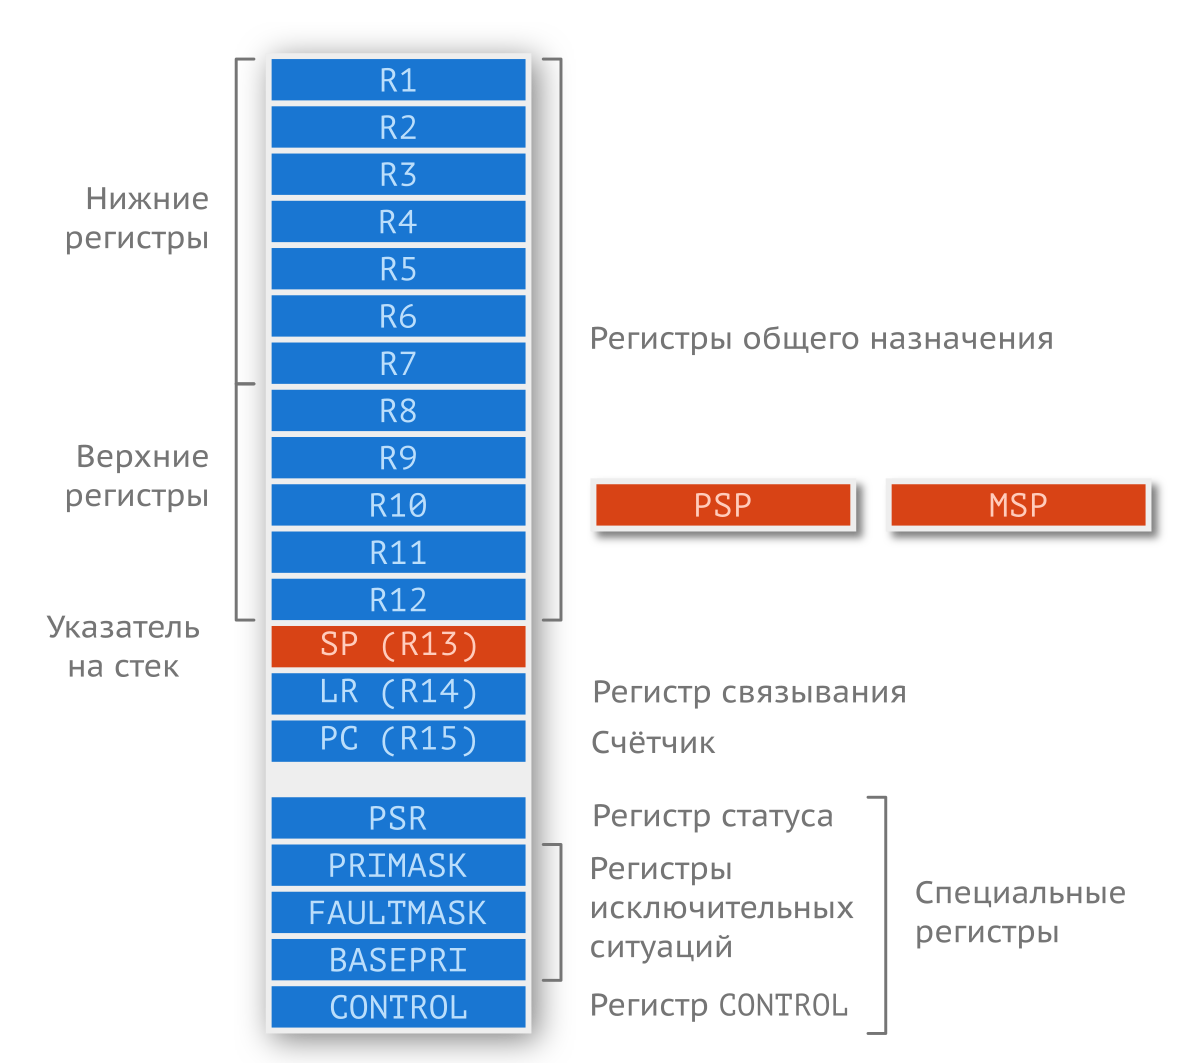 R1
R2
R3
Нижние
регистры
R4
R5
R6
Регистры общего назначения
R7
R8
Верхние
регистры
R9
R10
PSP
MSP
R11
R12
Указатель
на стек
SP (R13)
LR (R14)
Регистр связывания
PC (R15)
Счётчик
PSR
Регистр статуса
PRIMASK
FAULTMASK
BASEPRI
Регистры
исключительных
ситуаций
Специальные
регистры
CONTROL
Регистр CONTROL